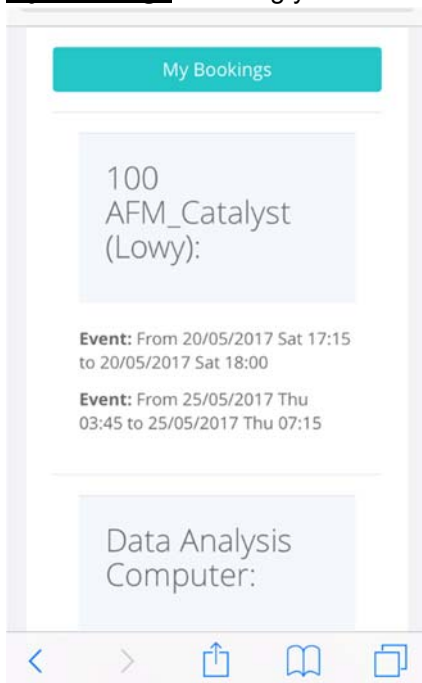 My Bookings
100
AFM_Catalyst
(Lowy):
Event: From 20/05/2017 Sat 17:15
to 20/05/2017 Sat 18:00
Event: From 25/05/2017 Thu
03:45 to 25/05/2017 Thu 07:15
Data Analysis
Computer: